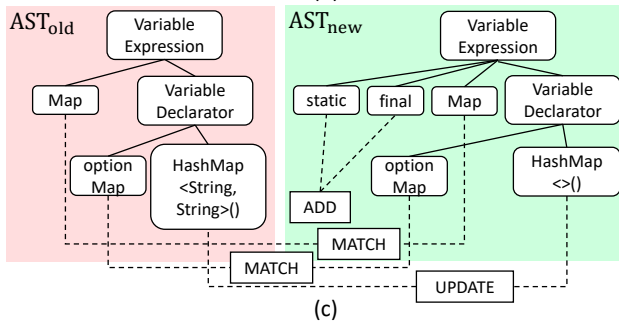 AST_old
Variable
Expression
Map
Variable
Declarator
option
Map
HashMap
<String,
String>()
AST_new
Variable
Expression
static
final
Map
Variable
Declarator
option
Map
HashMap
<>()
ADD
MATCH
MATCH
UPDATE
(c)